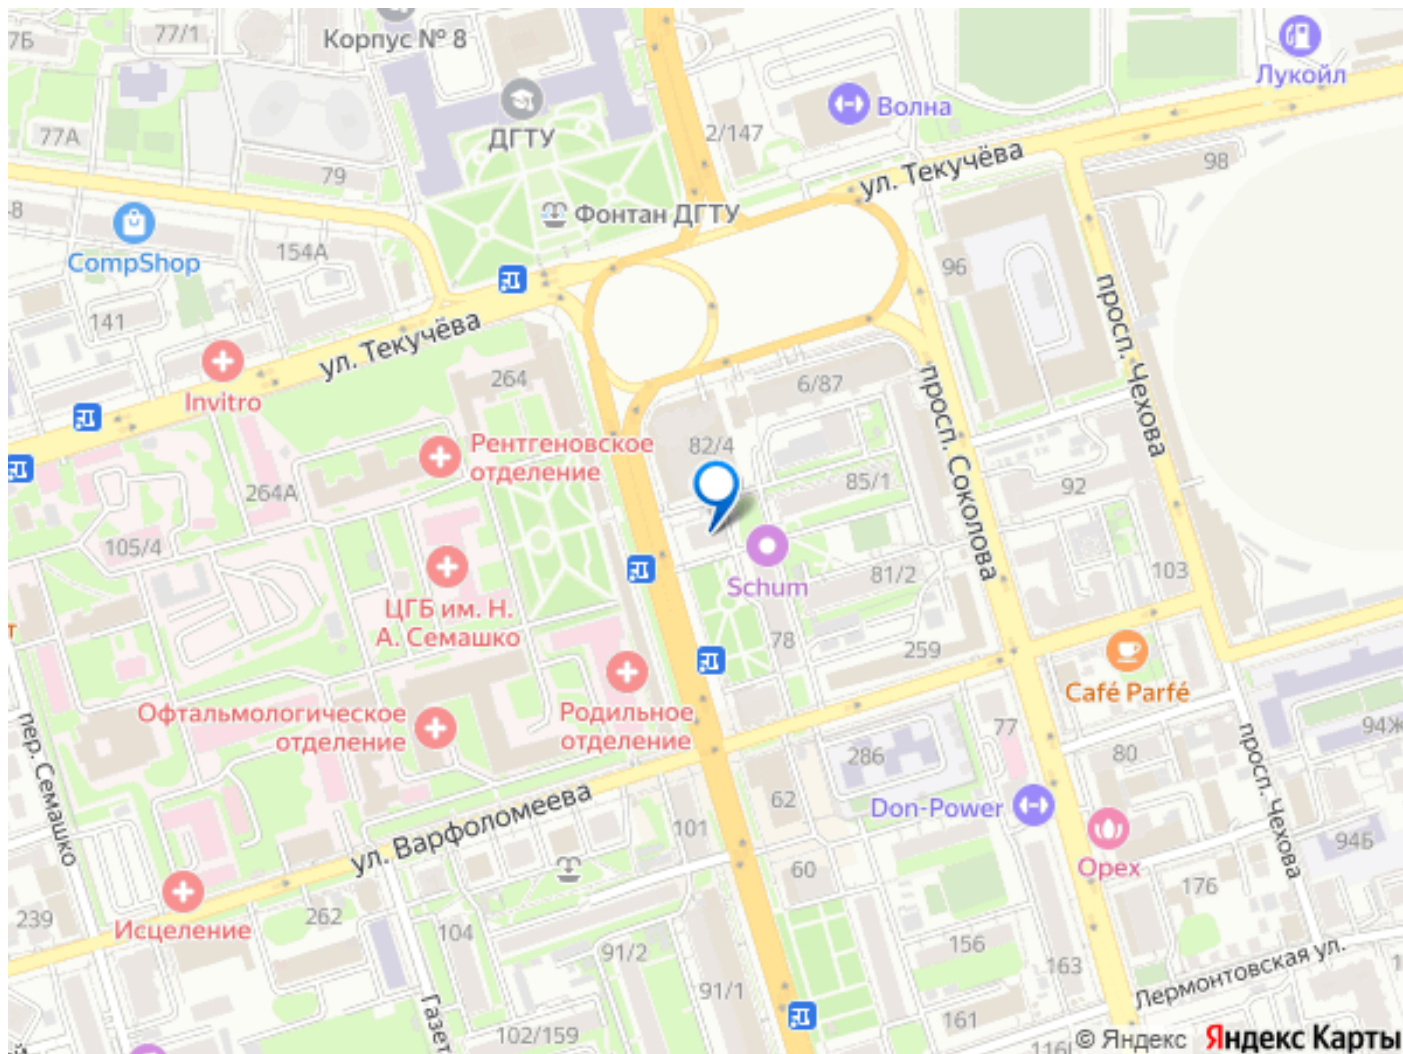 77/1
Корпус № 8
Лукойл
ДГТУ
Волна
2/147
77А
79
98
ул. Текучёва
Фонтан ДГТУ
CompShop
154А
96
141
ул. Текучёва
просп. Чехова
Invitro
264
6/87
просп. Соколова
Рентгеновское
отделение
82/4
264А
85/1
92
105/4
ЦГБ им. Н.
А. Семашко
Schum
81/2
103
78
259
Café Parfé
Офтальмологическое
отделение
Родильное
отделение
пер. Семашко
286
77
80
94Ж
просп. Чехова
62
Don-Power
ул. Варфоломеева
101
60
Орех
94Б
176
239
Исцеление
262
104
91/2
156
163
Лермонтовская ул.
91/1
102/159
161
© Яндекс Яндекс Карты